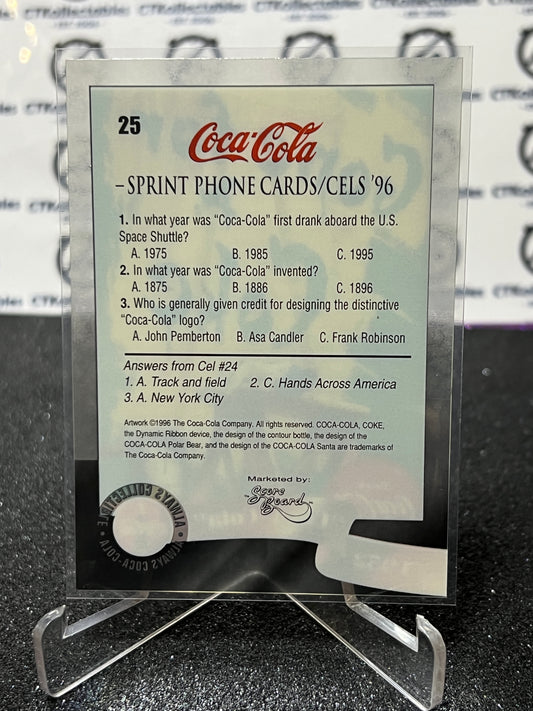 CTKollectables
25
Coca-Cola
– SPRINT PHONE CARDS/CELS '96
1. In what year was “Coca-Cola” first drank aboard the U.S.
Space Shuttle?
A. 1975 B. 1985 C. 1995
2. In what year was “Coca-Cola” invented?
A. 1875 B. 1886 C. 1896
3. Who is generally given credit for designing the distinctive
“Coca-Cola” logo?
A. John Pemberton B. Asa Candler C. Frank Robinson
Answers from Cel #24
1. A. Track and field 2. C. Hands Across America
3. A. New York City
Artwork ©1996 The Coca-Cola Company. All rights reserved. COCA-COLA, COKE,
the Dynamic Ribbon device, the design of the contour bottle, the design of the
COCA-COLA Polar Bear, and the design of the COCA-COLA Santa are trademarks of
The Coca-Cola Company.
Marketed by:
Score Board
ALWAYS COLLECTIBLE • ALWAYS COCA-COLA •